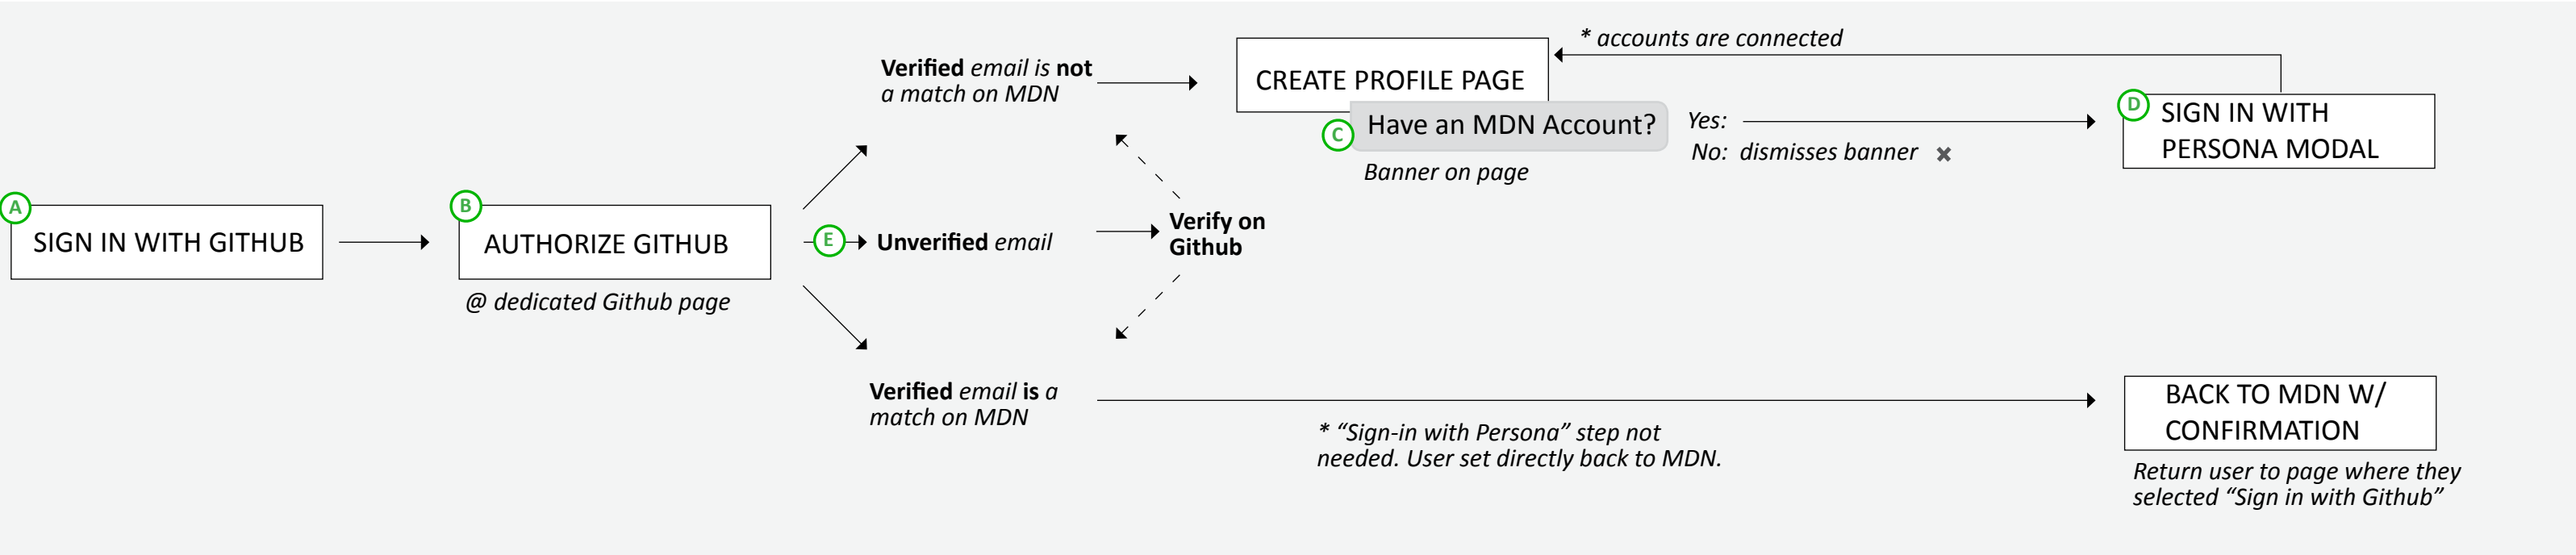 A
SIGN IN WITH GITHUB
B
AUTHORIZE GITHUB
@ dedicated Github page
Verified email is not
a match on MDN
E
Unverified email
Verified email is a
match on MDN
Verify on
Github
CREATE PROFILE PAGE
C
Have an MDN Account?
Banner on page
Yes:
No: dismisses banner ✖
* accounts are connected
D
SIGN IN WITH
PERSONA MODAL
* “Sign-in with Persona” step not
needed. User set directly back to MDN.
BACK TO MDN W/
CONFIRMATION
Return user to page where they
selected “Sign in with Github”